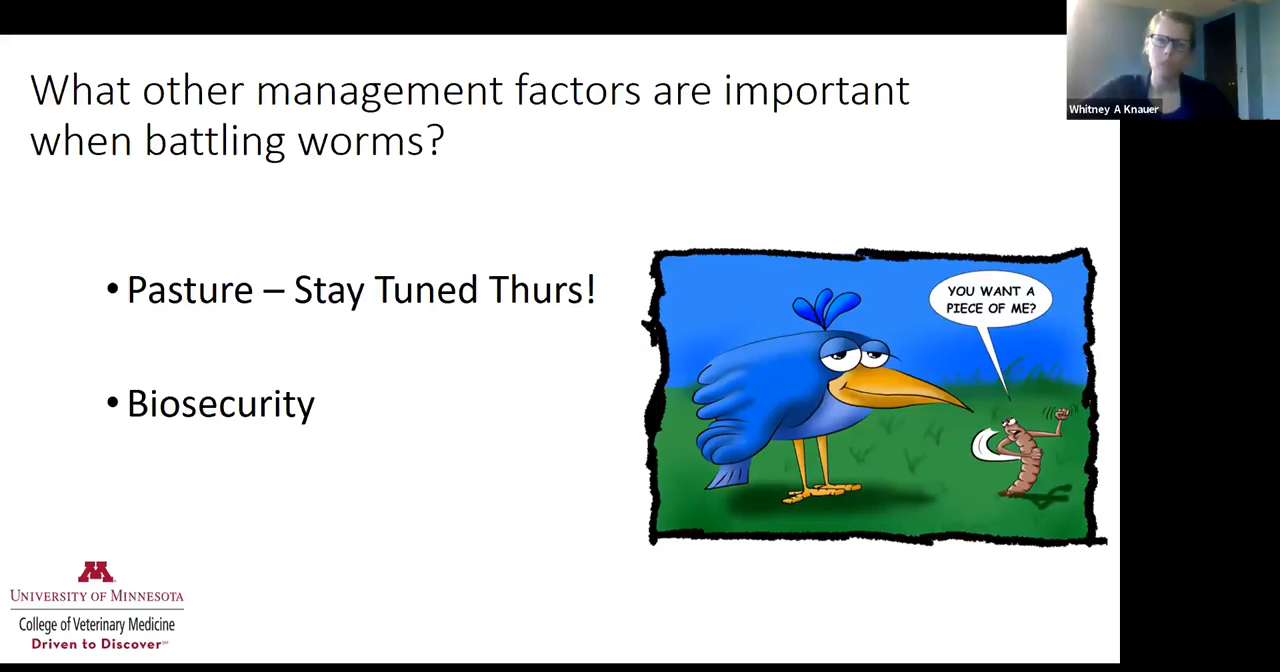 What other management factors are important
when battling worms?
• Pasture – Stay Tuned Thurs!
• Biosecurity
YOU WANT A
PIECE OF ME?
Whitney A Knauer
M
UNIVERSITY OF MINNESOTA
College of Veterinary Medicine
Driven to Discover℠